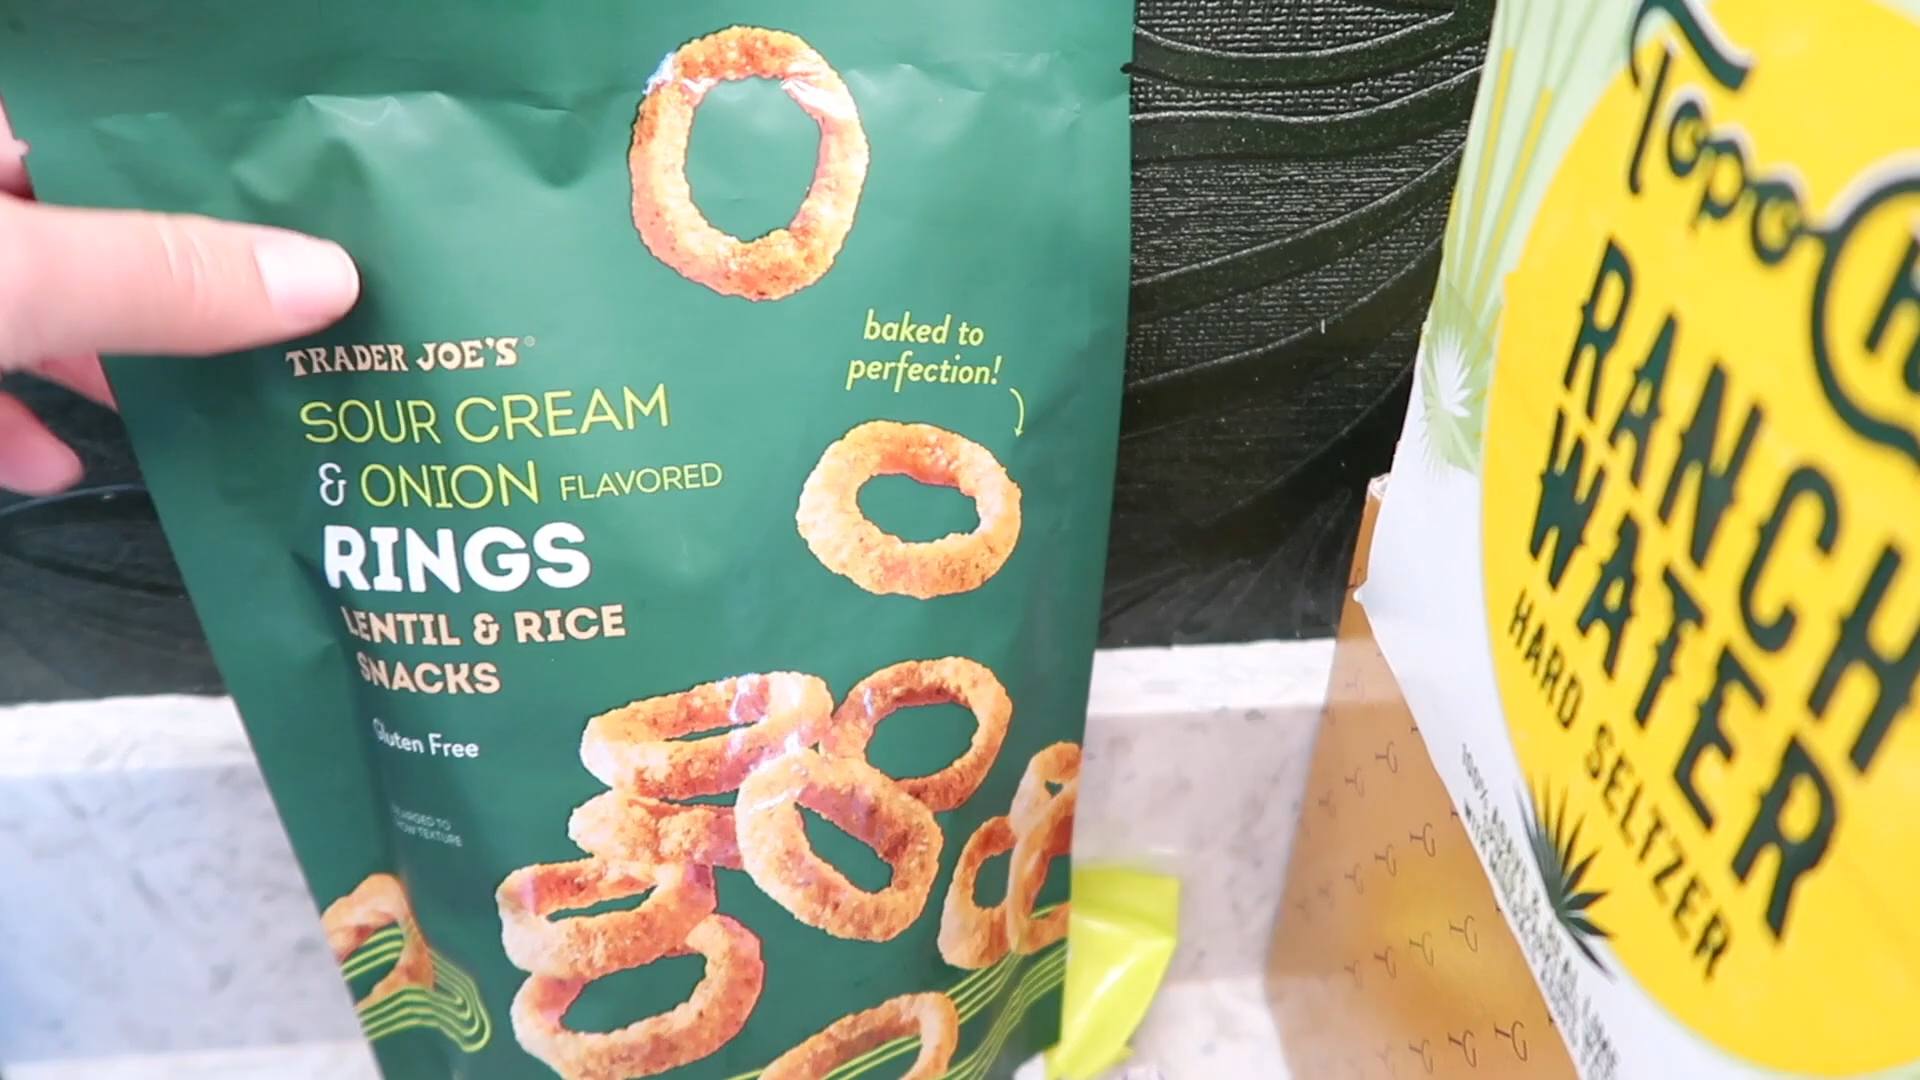 TRADER JOE'S
SOUR CREAM
& ONION FLAVORED
RINGS
LENTIL & RICE
SNACKS
Gluten Free
baked to
perfection!
Topo
RANCH
WATER
HARD SELTZER